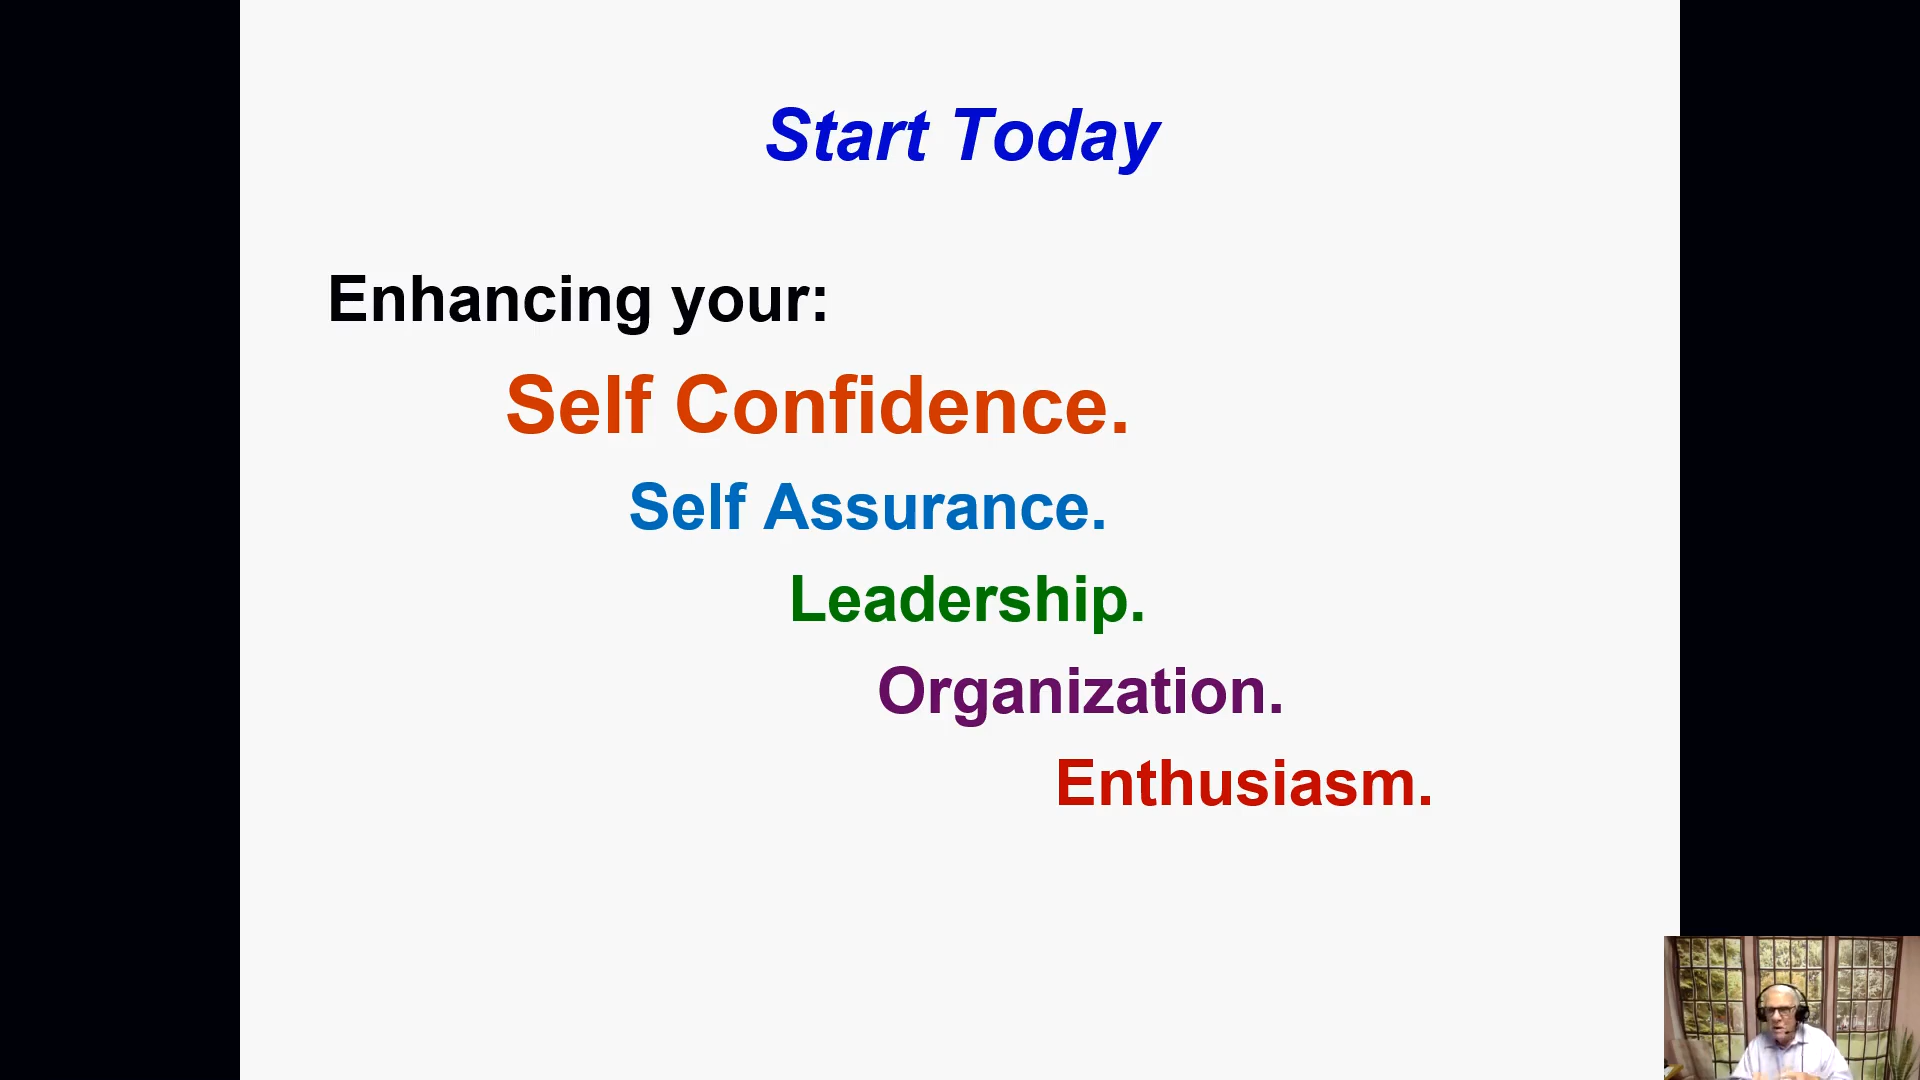 Start Today
Enhancing your:
Self Confidence.
Self Assurance.
Leadership.
Organization.
Enthusiasm.